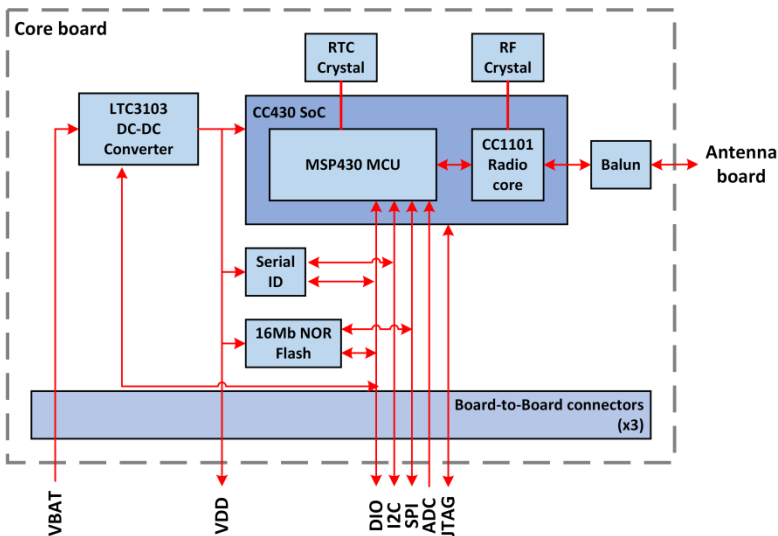 Core board
RTC
Crystal
RF
Crystal
LTC3103
DC-DC
Converter
CC430 SoC
MSP430 MCU
CC1101
Radio
core
Balun
Antenna
board
Serial
ID
16Mb NOR
Flash
Board-to-Board connectors
(x3)
VBAT
VDD
DIO
I2C
SPI
ADC
JTAG